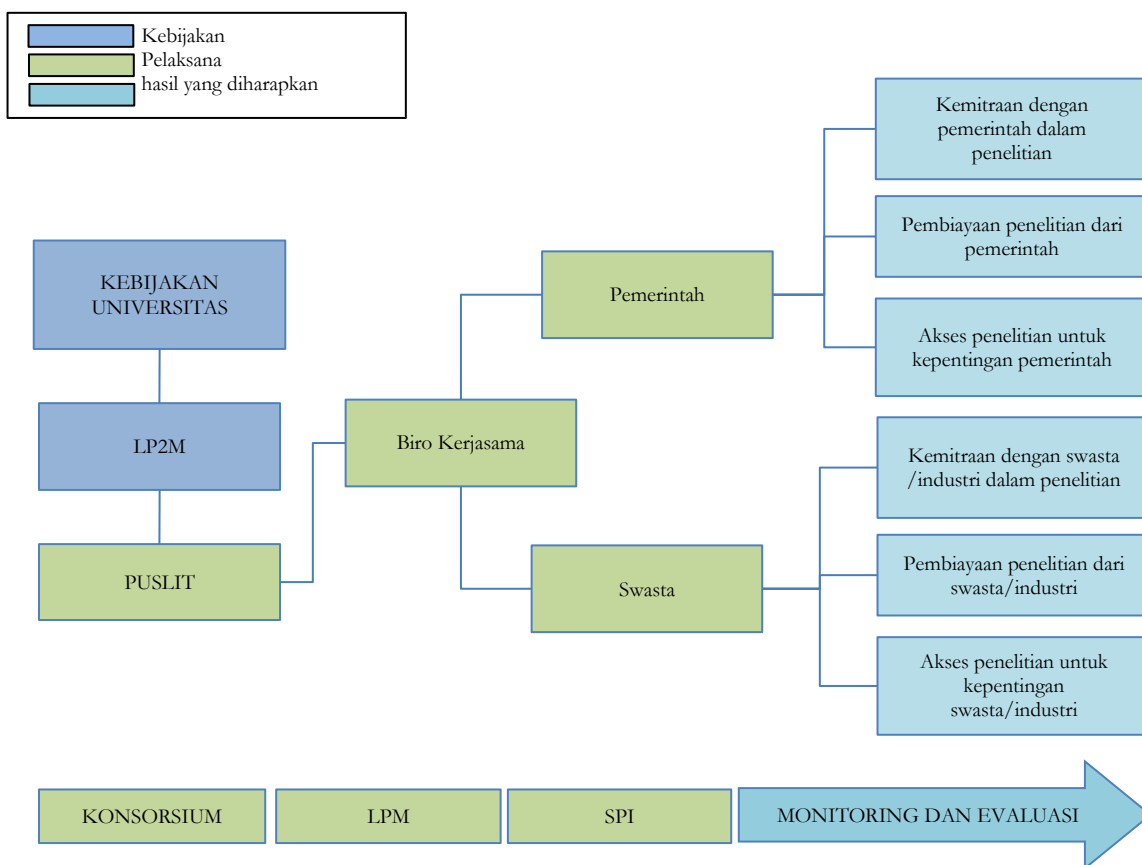 Kebijakan
Pelaksana
hasil yang diharapkan
KEBIJAKAN
UNIVERSITAS
LP2M
PUSLIT
Biro Kerjasama
Pemerintah
Swasta
Kemitraan dengan
pemerintah dalam
penelitian
Pembiayaan penelitian dari
pemerintah
Akses penelitian untuk
kepentingan pemerintah
Kemitraan dengan swasta
/industri dalam penelitian
Pembiayaan penelitian dari
swasta/industri
Akses penelitian untuk
kepentingan
swasta/industri
KONSORSIUM
LPM
SPI
MONITORING DAN EVALUASI